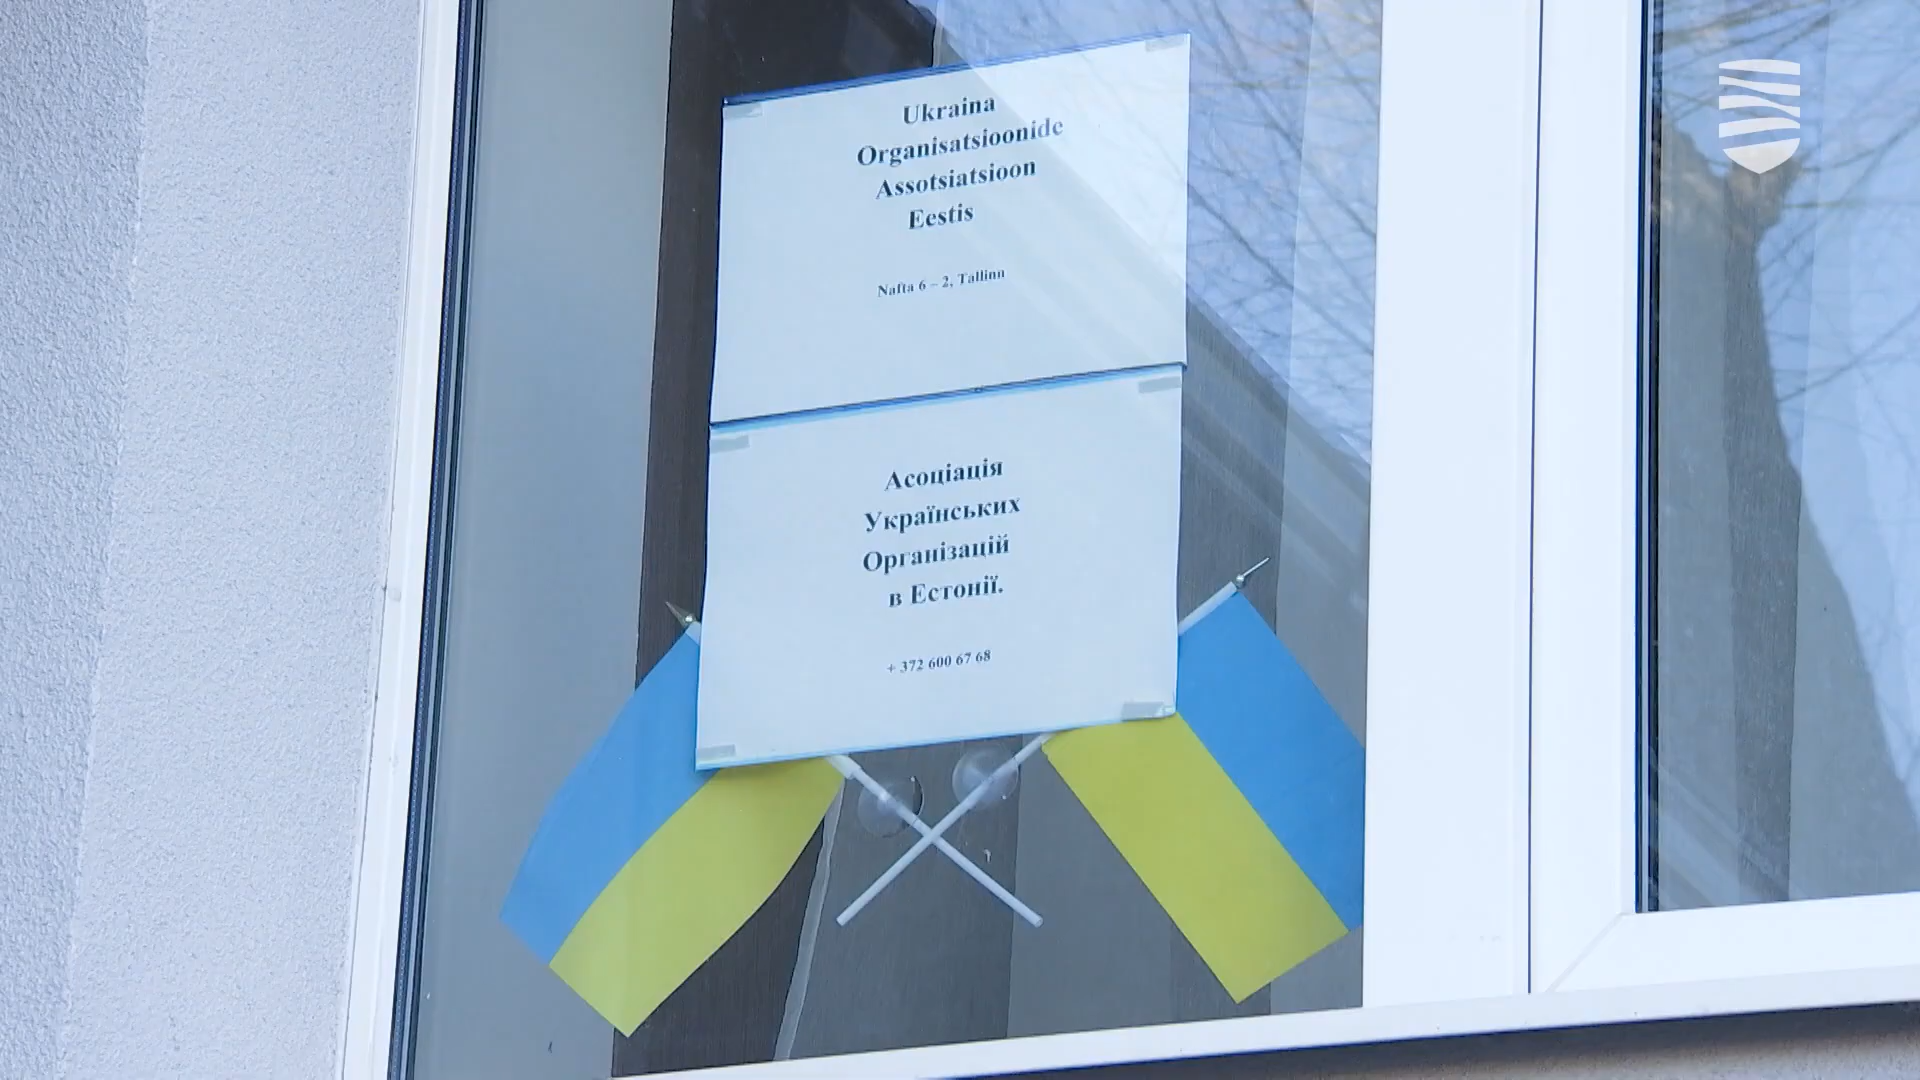 Ukraina
Organisatsioonide
Assotsiatsioon
Eestis
Nafta 6 – 2, Tallinn
Асоціація
Українських
Організацій
в Естонії.
+ 372 600 67 68